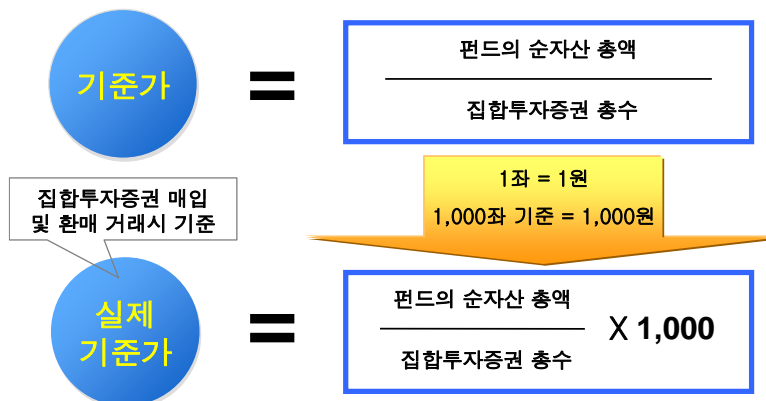 기준가
=
펀드의 순자산 총액
집합투자증권 총수
1좌 = 1원
1,000좌 기준 = 1,000원
집합투자증권 매입
및 환매 거래시 기준
실제
기준가
=
펀드의 순자산 총액
집합투자증권 총수
X 1,000